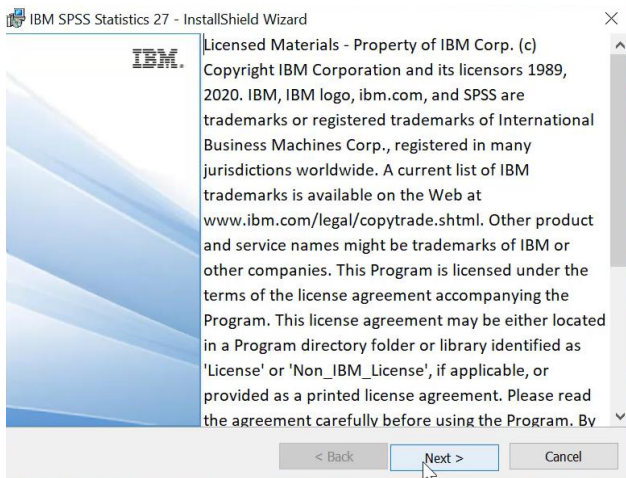 IBM SPSS Statistics 27 - InstallShield Wizard
IBM.
Licensed Materials - Property of IBM Corp. (c)
Copyright IBM Corporation and its licensors 1989,
2020. IBM, IBM logo, ibm.com, and SPSS are
trademarks or registered trademarks of International
Business Machines Corp., registered in many
jurisdictions worldwide. A current list of IBM
trademarks is available on the Web at
www.ibm.com/legal/copytrade.shtml. Other product
and service names might be trademarks of IBM or
other companies. This Program is licensed under the
terms of the license agreement accompanying the
Program. This license agreement may be either located
in a Program directory folder or library identified as
'License' or 'Non_IBM_License', if applicable, or
provided as a printed license agreement. Please read
the agreement carefully before using the Program. By
< Back Next > Cancel